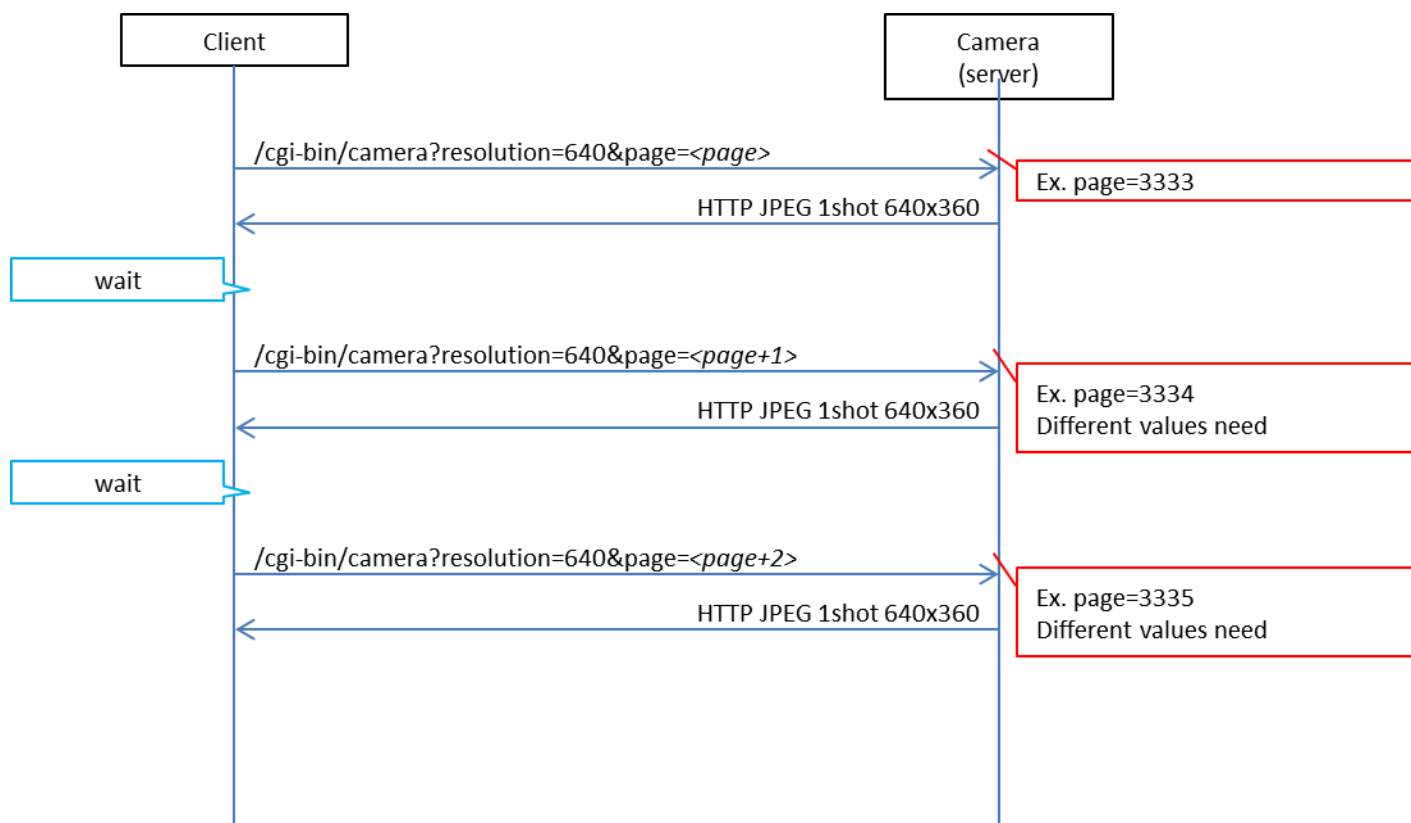 Client
Camera
(server)
/cgi-bin/camera?resolution=640&page=<page>
Ex. page=3333
HTTP JPEG 1shot 640x360
wait
/cgi-bin/camera?resolution=640&page=<page+1>
Ex. page=3334
Different values need
HTTP JPEG 1shot 640x360
wait
/cgi-bin/camera?resolution=640&page=<page+2>
Ex. page=3335
Different values need
HTTP JPEG 1shot 640x360